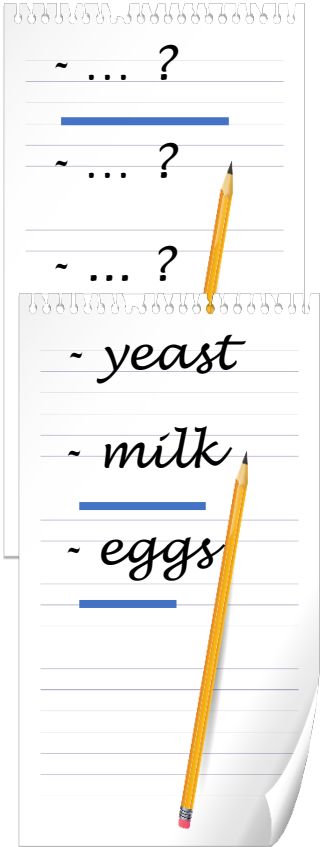 - ... ?
- ... ?
- ... ?
- yeast
- milk
- eggs